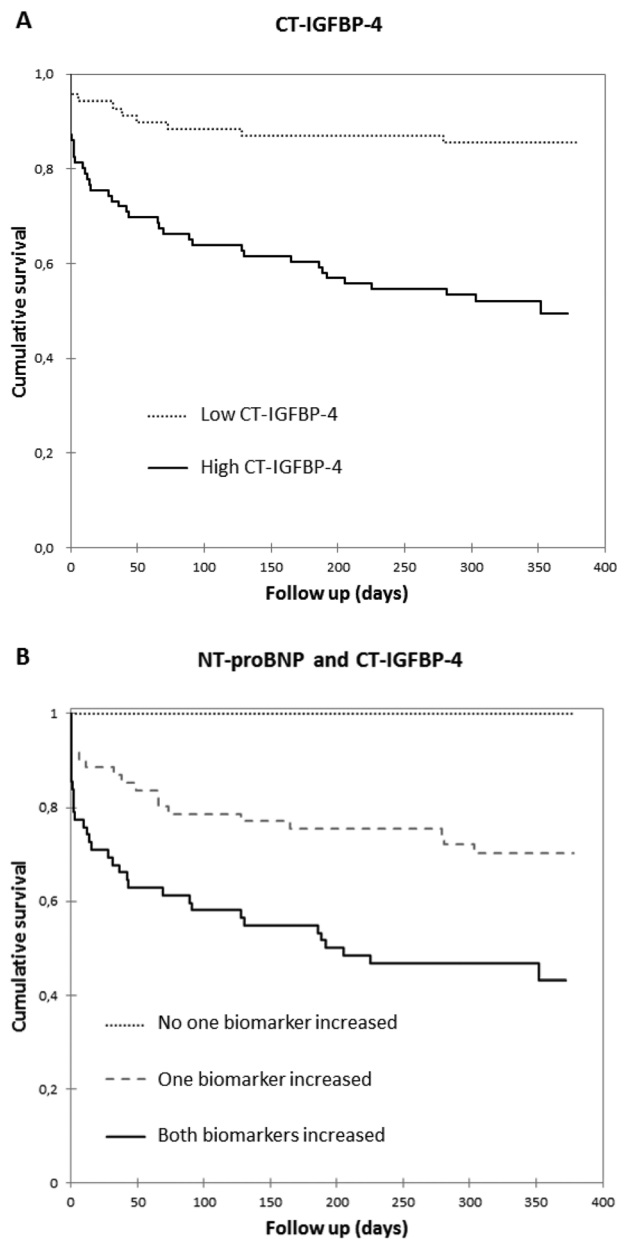 A
CT-IGFBP-4
Cumulative survival
1,0
0,8
0,6
0,4
0,2
0,0
Low CT-IGFBP-4
High CT-IGFBP-4
0 50 100 150 200 250 300 350 400
Follow up (days)
B
NT-proBNP and CT-IGFBP-4
Cumulative survival
1
0,8
0,6
0,4
0,2
0
No one biomarker increased
One biomarker increased
Both biomarkers increased
0 50 100 150 200 250 300 350 400
Follow up (days)